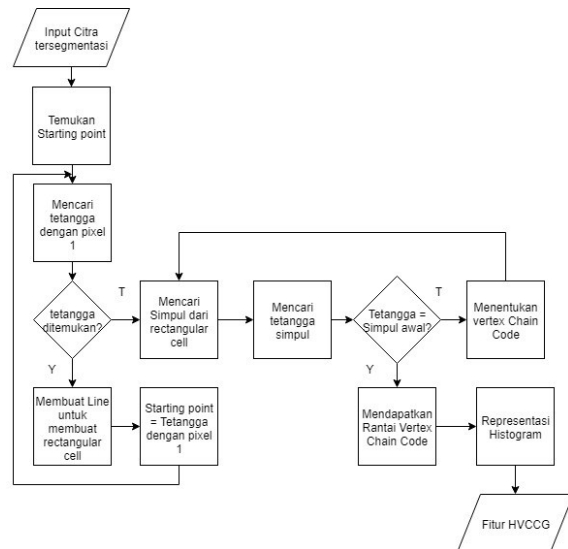 Input Citra
tersegmentasi
Temukan
Starting point
Mencari
tetangga
dengan pixel
1
tetangga
ditemukan?
T
Y
Mencari
Simpul dari
rectangular
cell
Mencari
tetangga
simpul
Tetangga =
Simpul awal?
T
Y
Menentukan
vertex Chain
Code
Membuat Line
untuk
membuat
rectangular
cell
Starting point
= Tetangga
dengan pixel
1
Mendapatkan
Rantai Vertex
Chain Code
Representasi
Histogram
Fitur HVCCG